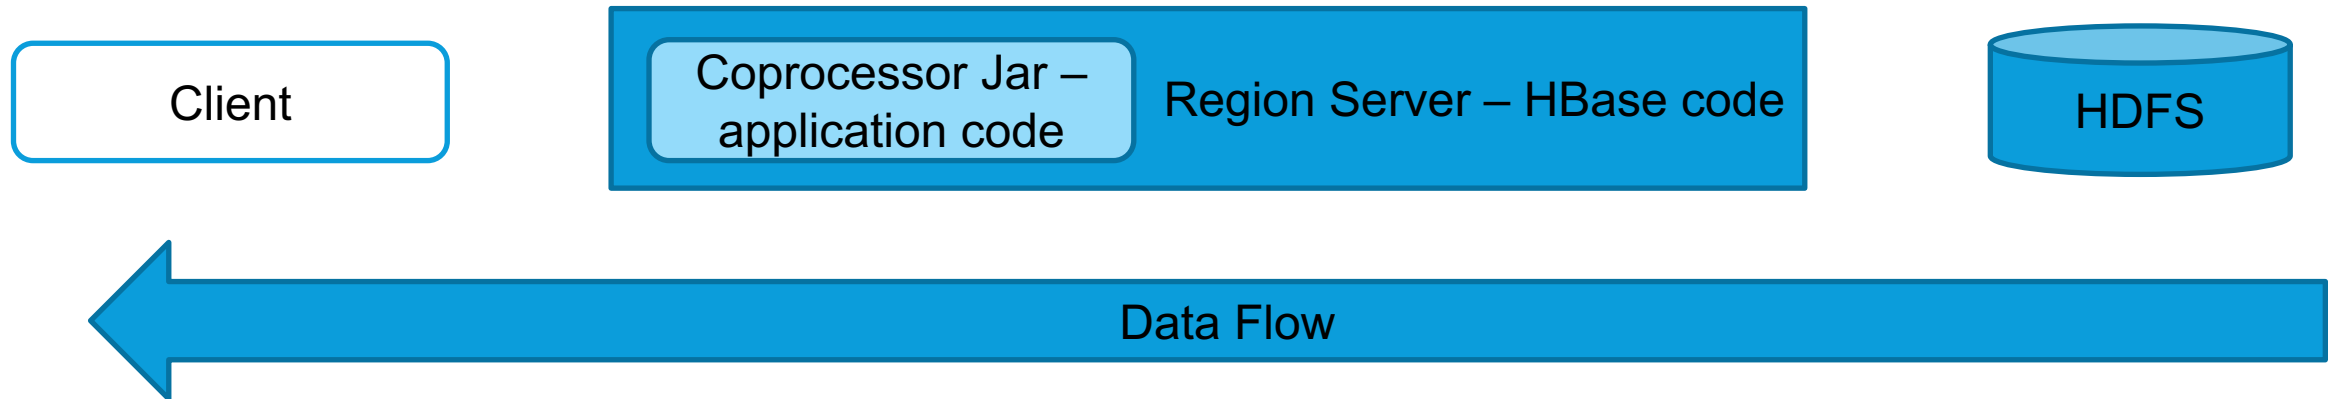 Client
Coprocessor Jar –
application code
Region Server – HBase code
HDFS
Data Flow